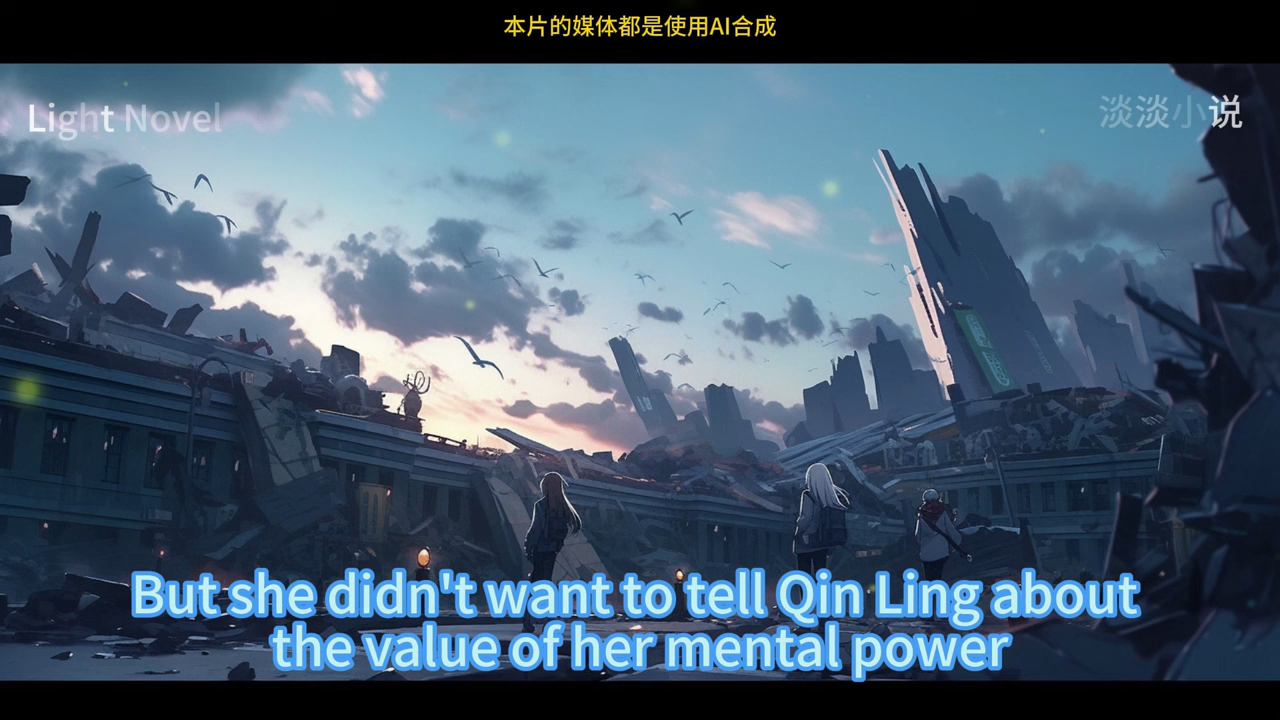 本片的媒体都是使用AI合成
Light Novel
淡淡小说
But she didn't want to tell Qin Ling about
the value of her mental power